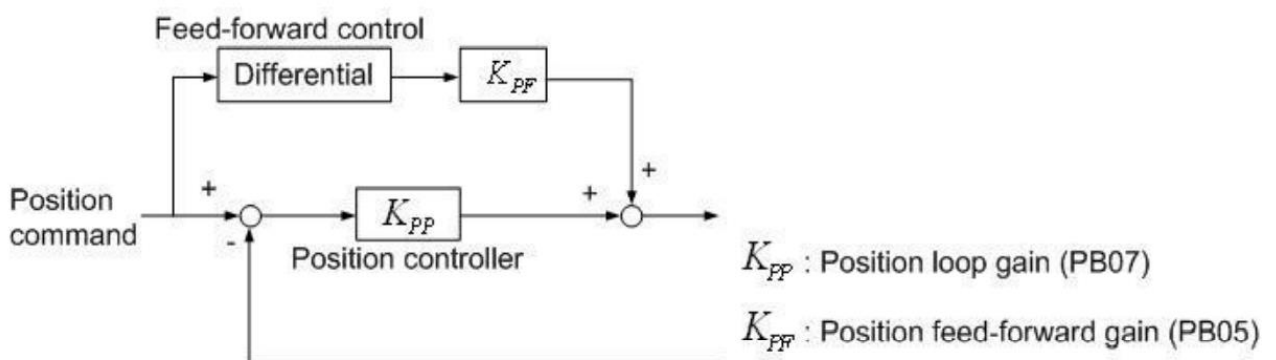 Feed-forward control
Differential
K_PF
+
Position
command
+
-
K_PP
Position controller
+
+
K_PP : Position loop gain (PB07)
K_PF : Position feed-forward gain (PB05)